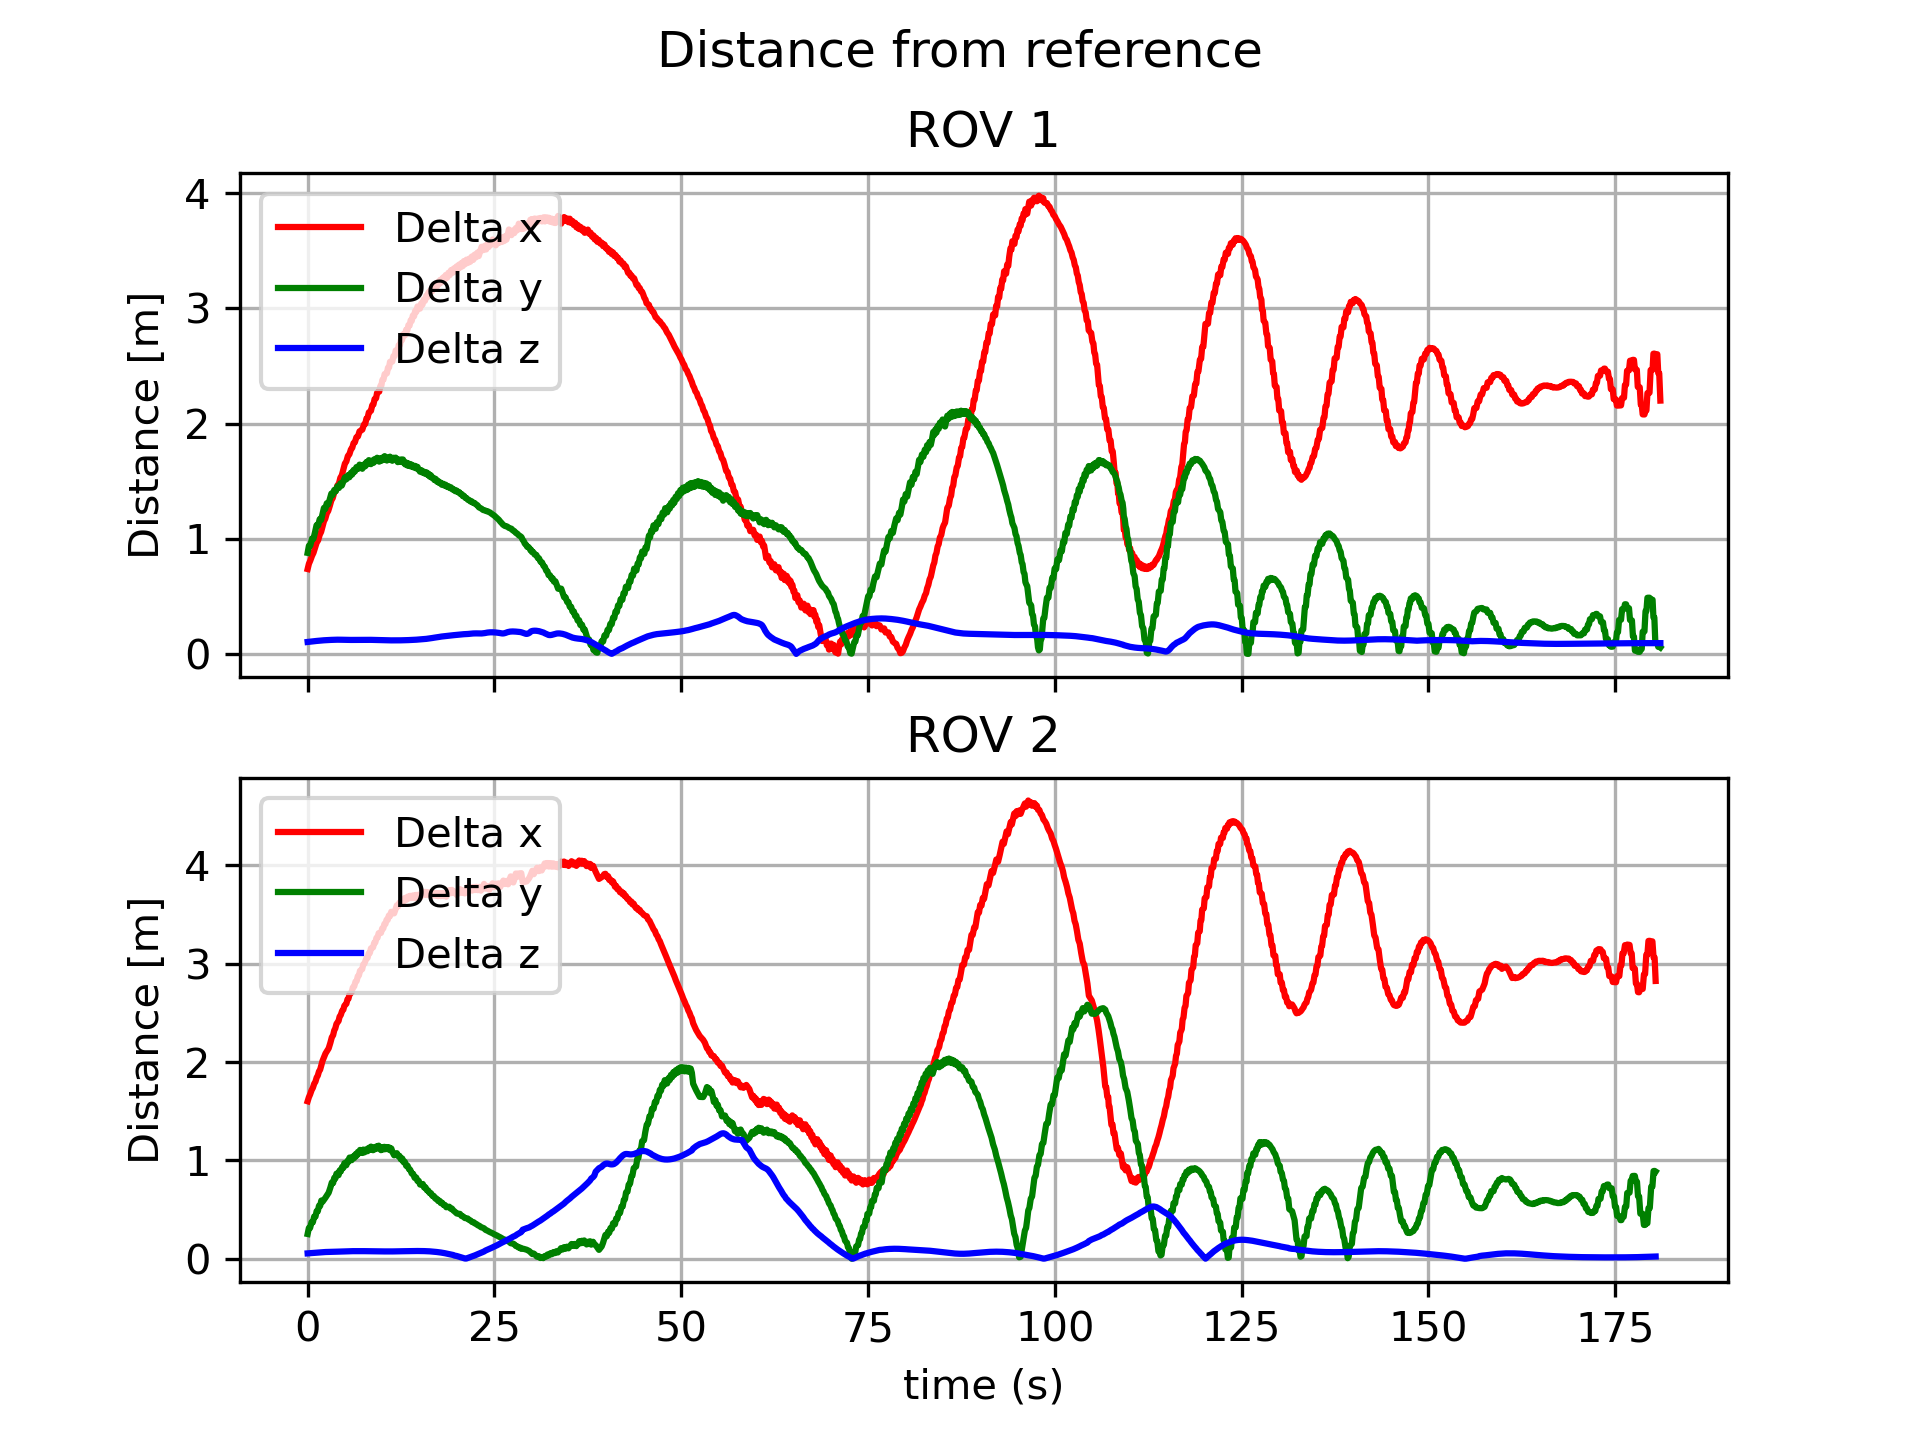 Distance from reference
ROV 1
Distance [m]
4
3
2
1
0
Delta x
Delta y
Delta z
ROV 2
Distance [m]
4
3
2
1
0
Delta x
Delta y
Delta z
0 25 50 75 100 125 150 175
time (s)